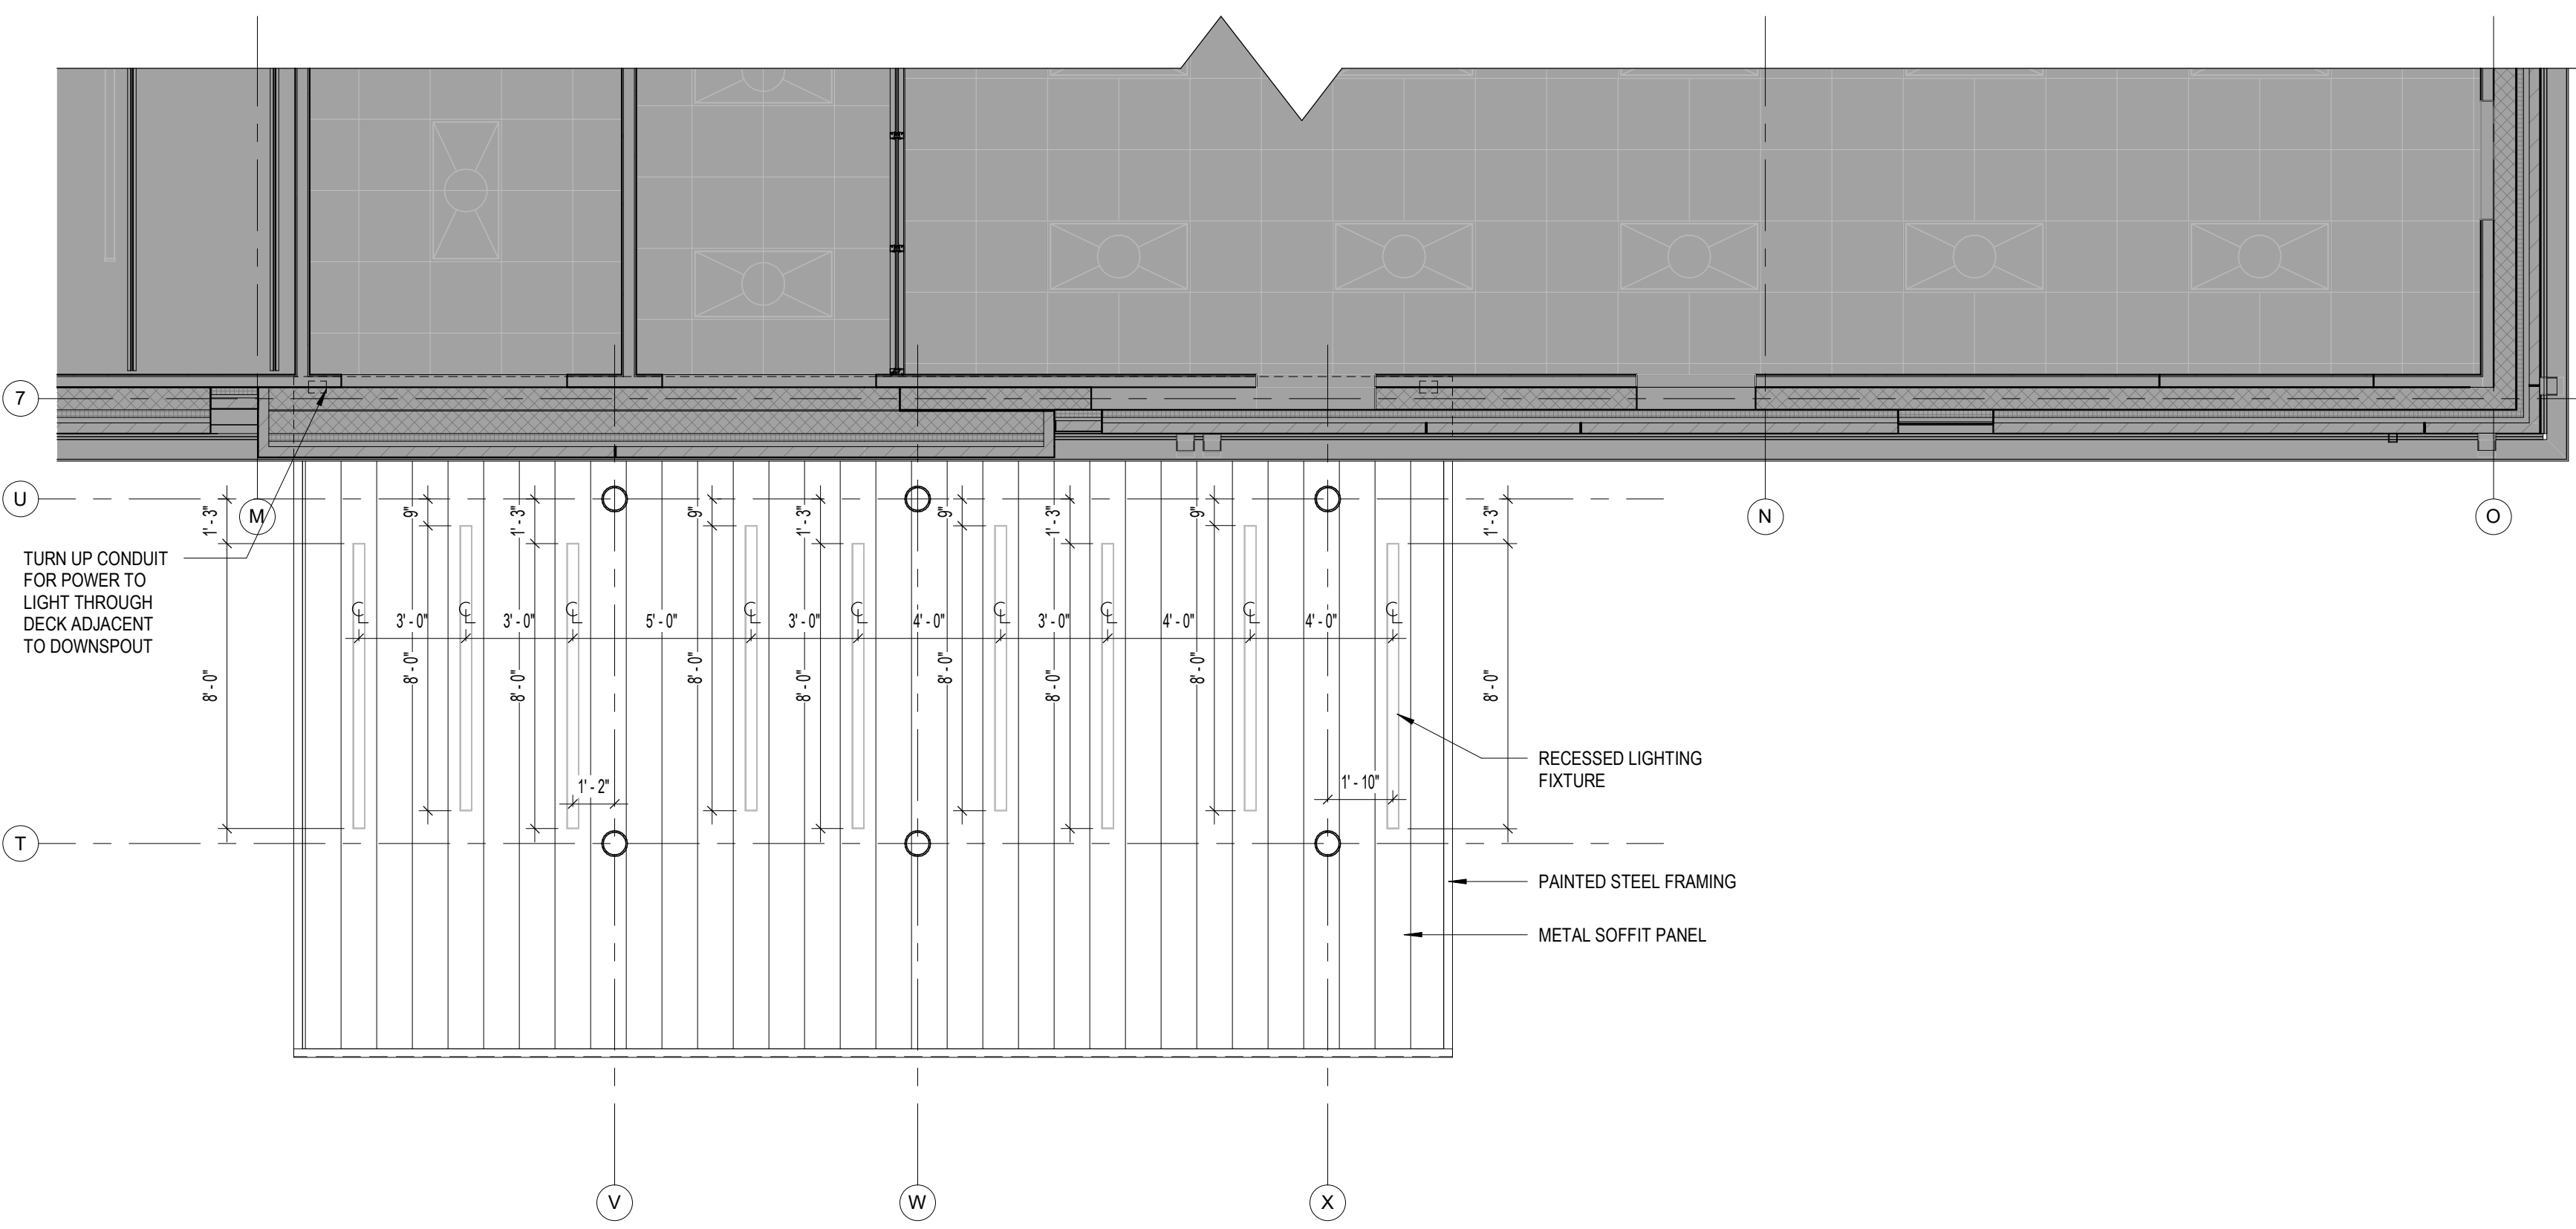 7
U
M
N
O
1' - 3"
9"
1' - 3"
9"
1' - 3"
9"
1' - 3"
9"
1' - 3"
TURN UP CONDUIT
FOR POWER TO
LIGHT THROUGH
DECK ADJACENT
TO DOWNSPOUT
3' - 0"
3' - 0"
5' - 0"
3' - 0"
4' - 0"
3' - 0"
4' - 0"
4' - 0"
8' - 0"
8' - 0"
8' - 0"
8' - 0"
8' - 0"
8' - 0"
8' - 0"
8' - 0"
8' - 0"
1' - 2"
1' - 10"
RECESSED LIGHTING
FIXTURE
T
PAINTED STEEL FRAMING
METAL SOFFIT PANEL
V
W
X